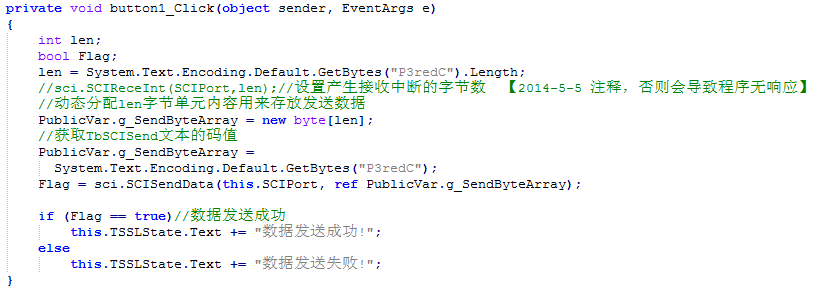 private void button1_Click(object sender, EventArgs e)
{
    int len;
    bool Flag;
    len = System.Text.Encoding.Default.GetBytes("P3redC").Length;
    //sci.SCIReceInt(SCIPort,len);//设置产生接收中断的字节数  【2014-5-5 注释，否则会导致程序无响应】
    //动态分配len字节单元内容用来存放发送数据
    PublicVar.g_SendByteArray = new byte[len];
    //获取TbSCISend文本的码值
    PublicVar.g_SendByteArray =
      System.Text.Encoding.Default.GetBytes("P3redC");
    Flag = sci.SCISendData(this.SCIPort, ref PublicVar.g_SendByteArray);

    if (Flag == true)//数据发送成功
        this.TSSLState.Text += "数据发送成功!";
    else
        this.TSSLState.Text += "数据发送失败!";
}